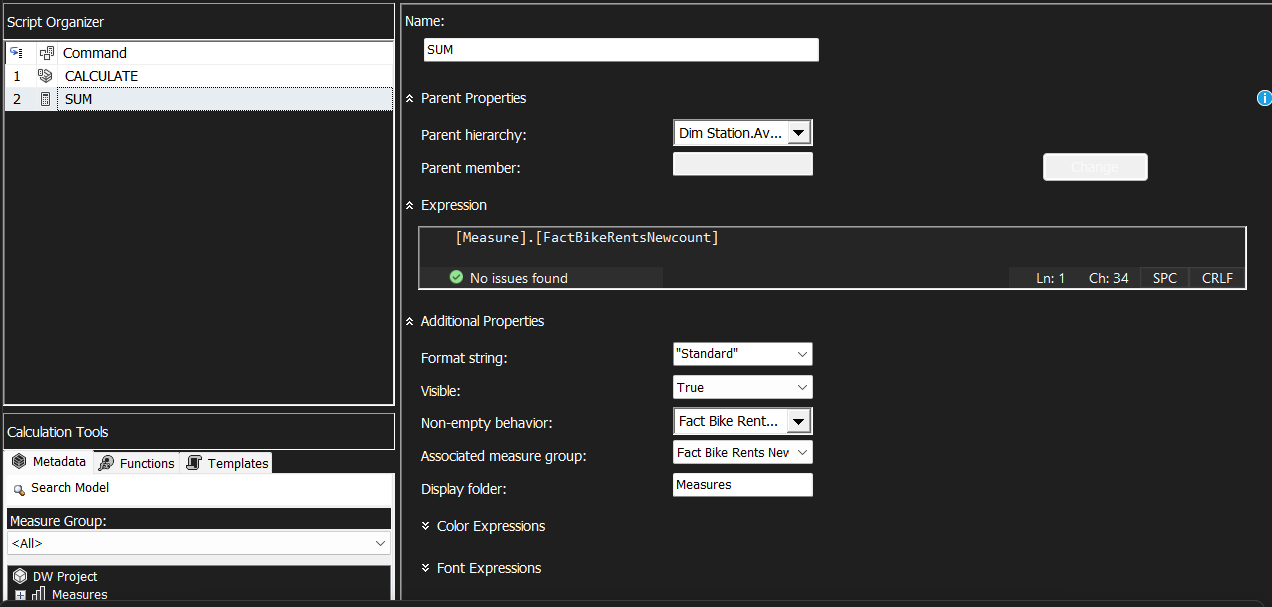 Script Organizer
Command
1 CALCULATE
2 SUM
Calculation Tools
Metadata Functions Templates
Search Model
Measure Group:
<All>
DW Project
Measures
Name:
SUM
Parent Properties
Parent hierarchy: Dim Station.Av...
Parent member:
Change
Expression
[Measure].[FactBikeRentsNewcount]
No issues found Ln: 1 Ch: 34 SPC CRLF
Additional Properties
Format string: "Standard"
Visible: True
Non-empty behavior: Fact Bike Rent...
Associated measure group: Fact Bike Rents New
Display folder: Measures
Color Expressions
Font Expressions